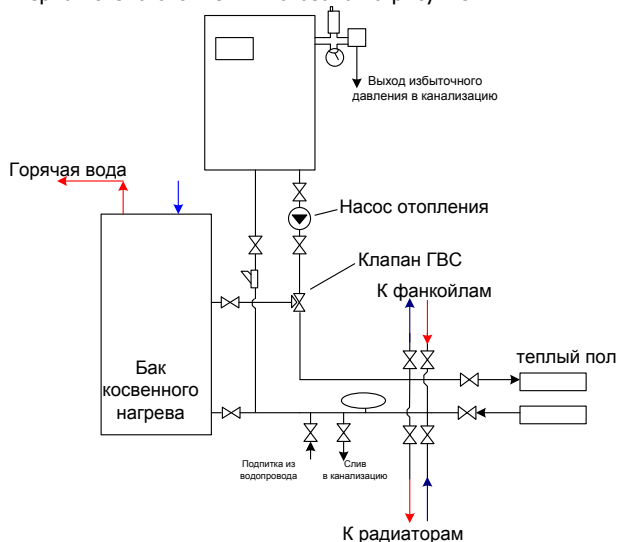 Выход избыточного
давления в канализацию
Горячая вода
Насос отопления
Клапан ГВС
К фанкойлам
теплый пол
Бак
косвенного
нагрева
Подпитка из
водопровода
Слив
в канализацию
К радиаторам